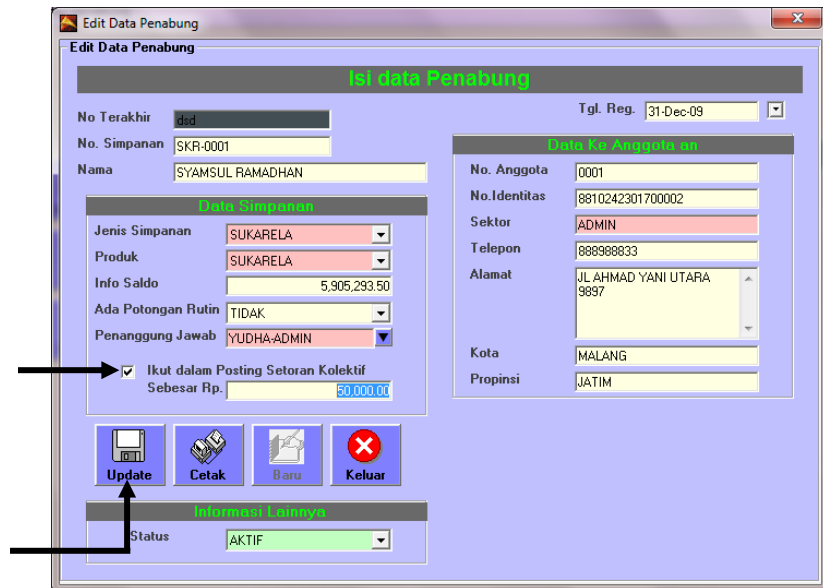 Edit Data Penabung
Edit Data Penabung
Isi data Penabung
No Terakhir dsd
Tgl. Reg. 31-Dec-09
No. Simpanan SKR-0001
Nama SYAMSUL RAMADHAN
Data Simpanan
Jenis Simpanan SUKARELA
Produk SUKARELA
Info Saldo 5,905,293.50
Ada Potongan Rutin TIDAK
Penanggung Jawab YUDHA-ADMIN
Ikut dalam Posting Setoran Kolektif
Sebesar Rp. 50,000.00
Data Ke Anggota an
No. Anggota 0001
No.Identitas 8810242301700002
Sektor ADMIN
Telepon 888988833
Alamat JL AHMAD YANI UTARA
9897
Kota MALANG
Propinsi JATIM
Update Cetak Baru Keluar
Informasi Lainnya
Status AKTIF